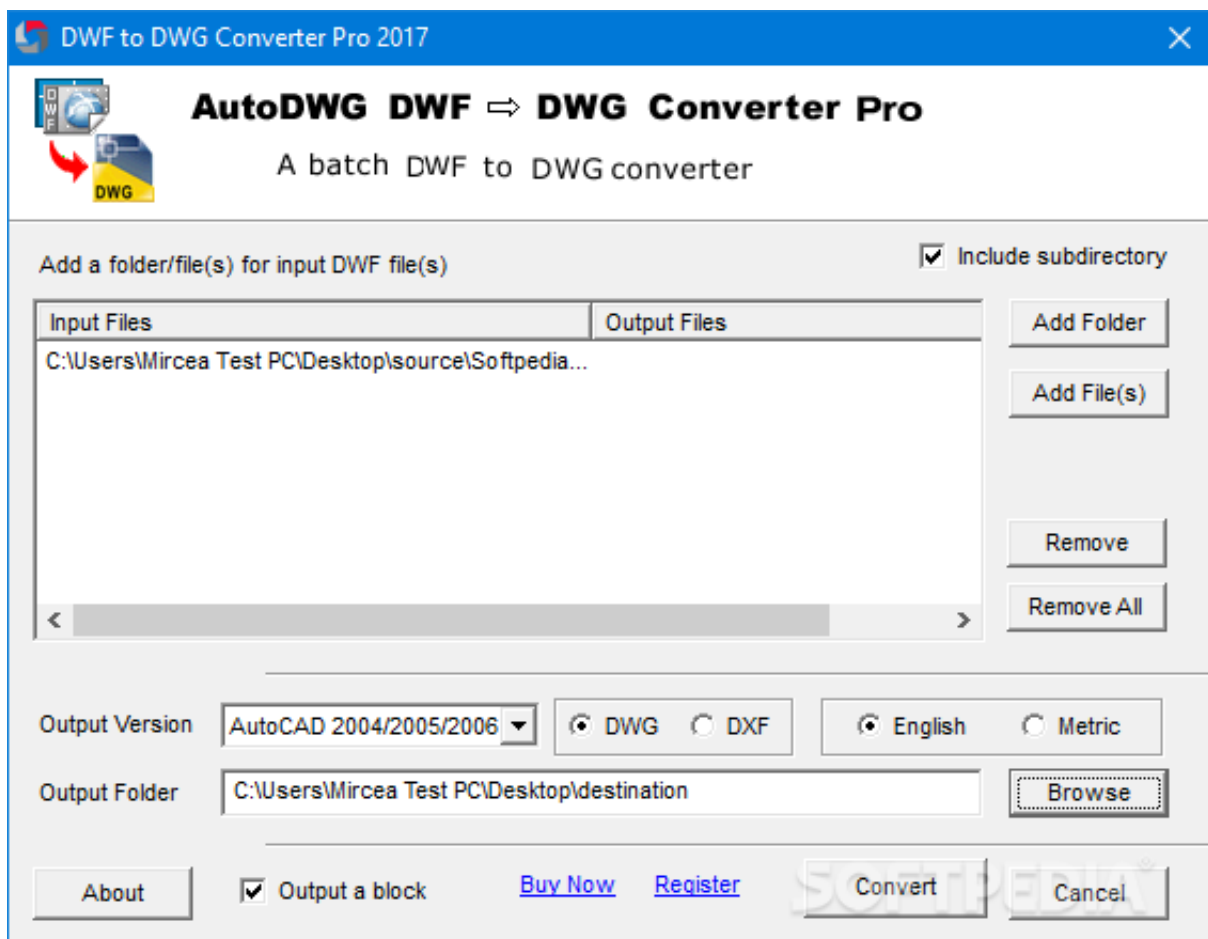 DWF to DWG Converter Pro 2017
DWF
DWG
AutoDWG DWF ⇨ DWG Converter Pro
A batch DWF to DWG converter
Add a folder/file(s) for input DWF file(s)
Include subdirectory
Input Files Output Files
Add Folder
C:\Users\Mircea Test PC\Desktop\source\Softpedia...
Add File(s)
Remove
Remove All
Output Version AutoCAD 2004/2005/2006 DWG DXF English Metric
Output Folder C:\Users\Mircea Test PC\Desktop\destination Browse
About Output a block Buy Now Register Convert Cancel
SOFTPEDIA®